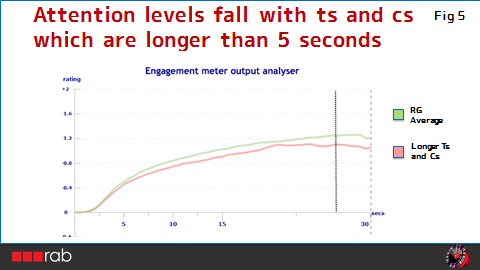 Attention levels fall with ts and cs
which are longer than 5 seconds
Fig 5
Engagement meter output analyser
rating
+2
1.6
1.2
0.8
0.4
0
5
10
15
30
secs
RG
Average
Longer Ts
and Cs
rab